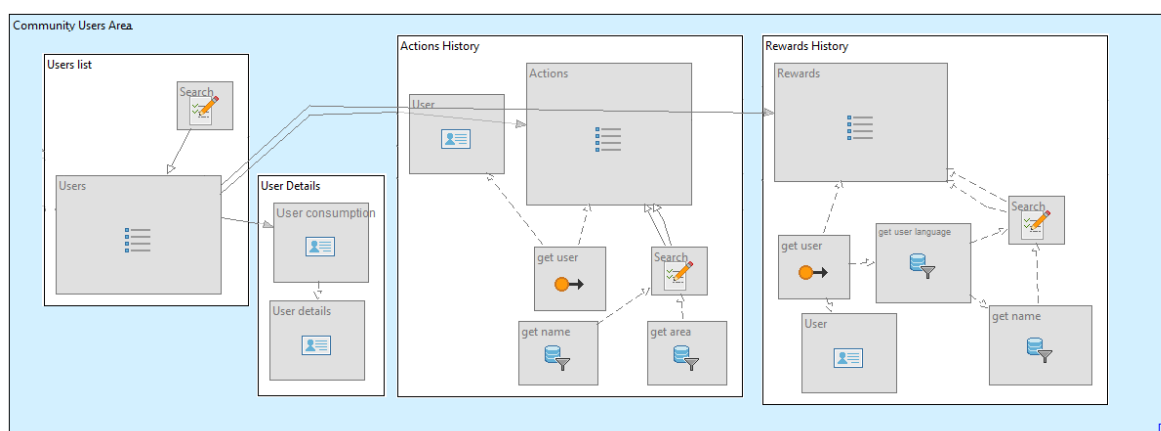 Community Users Area
Users list
Search
Users
User Details
User consumption
User details
Actions History
User
Actions
get user
Search
get name
get area
Rewards History
Rewards
Search
get user
get user language
User
get name